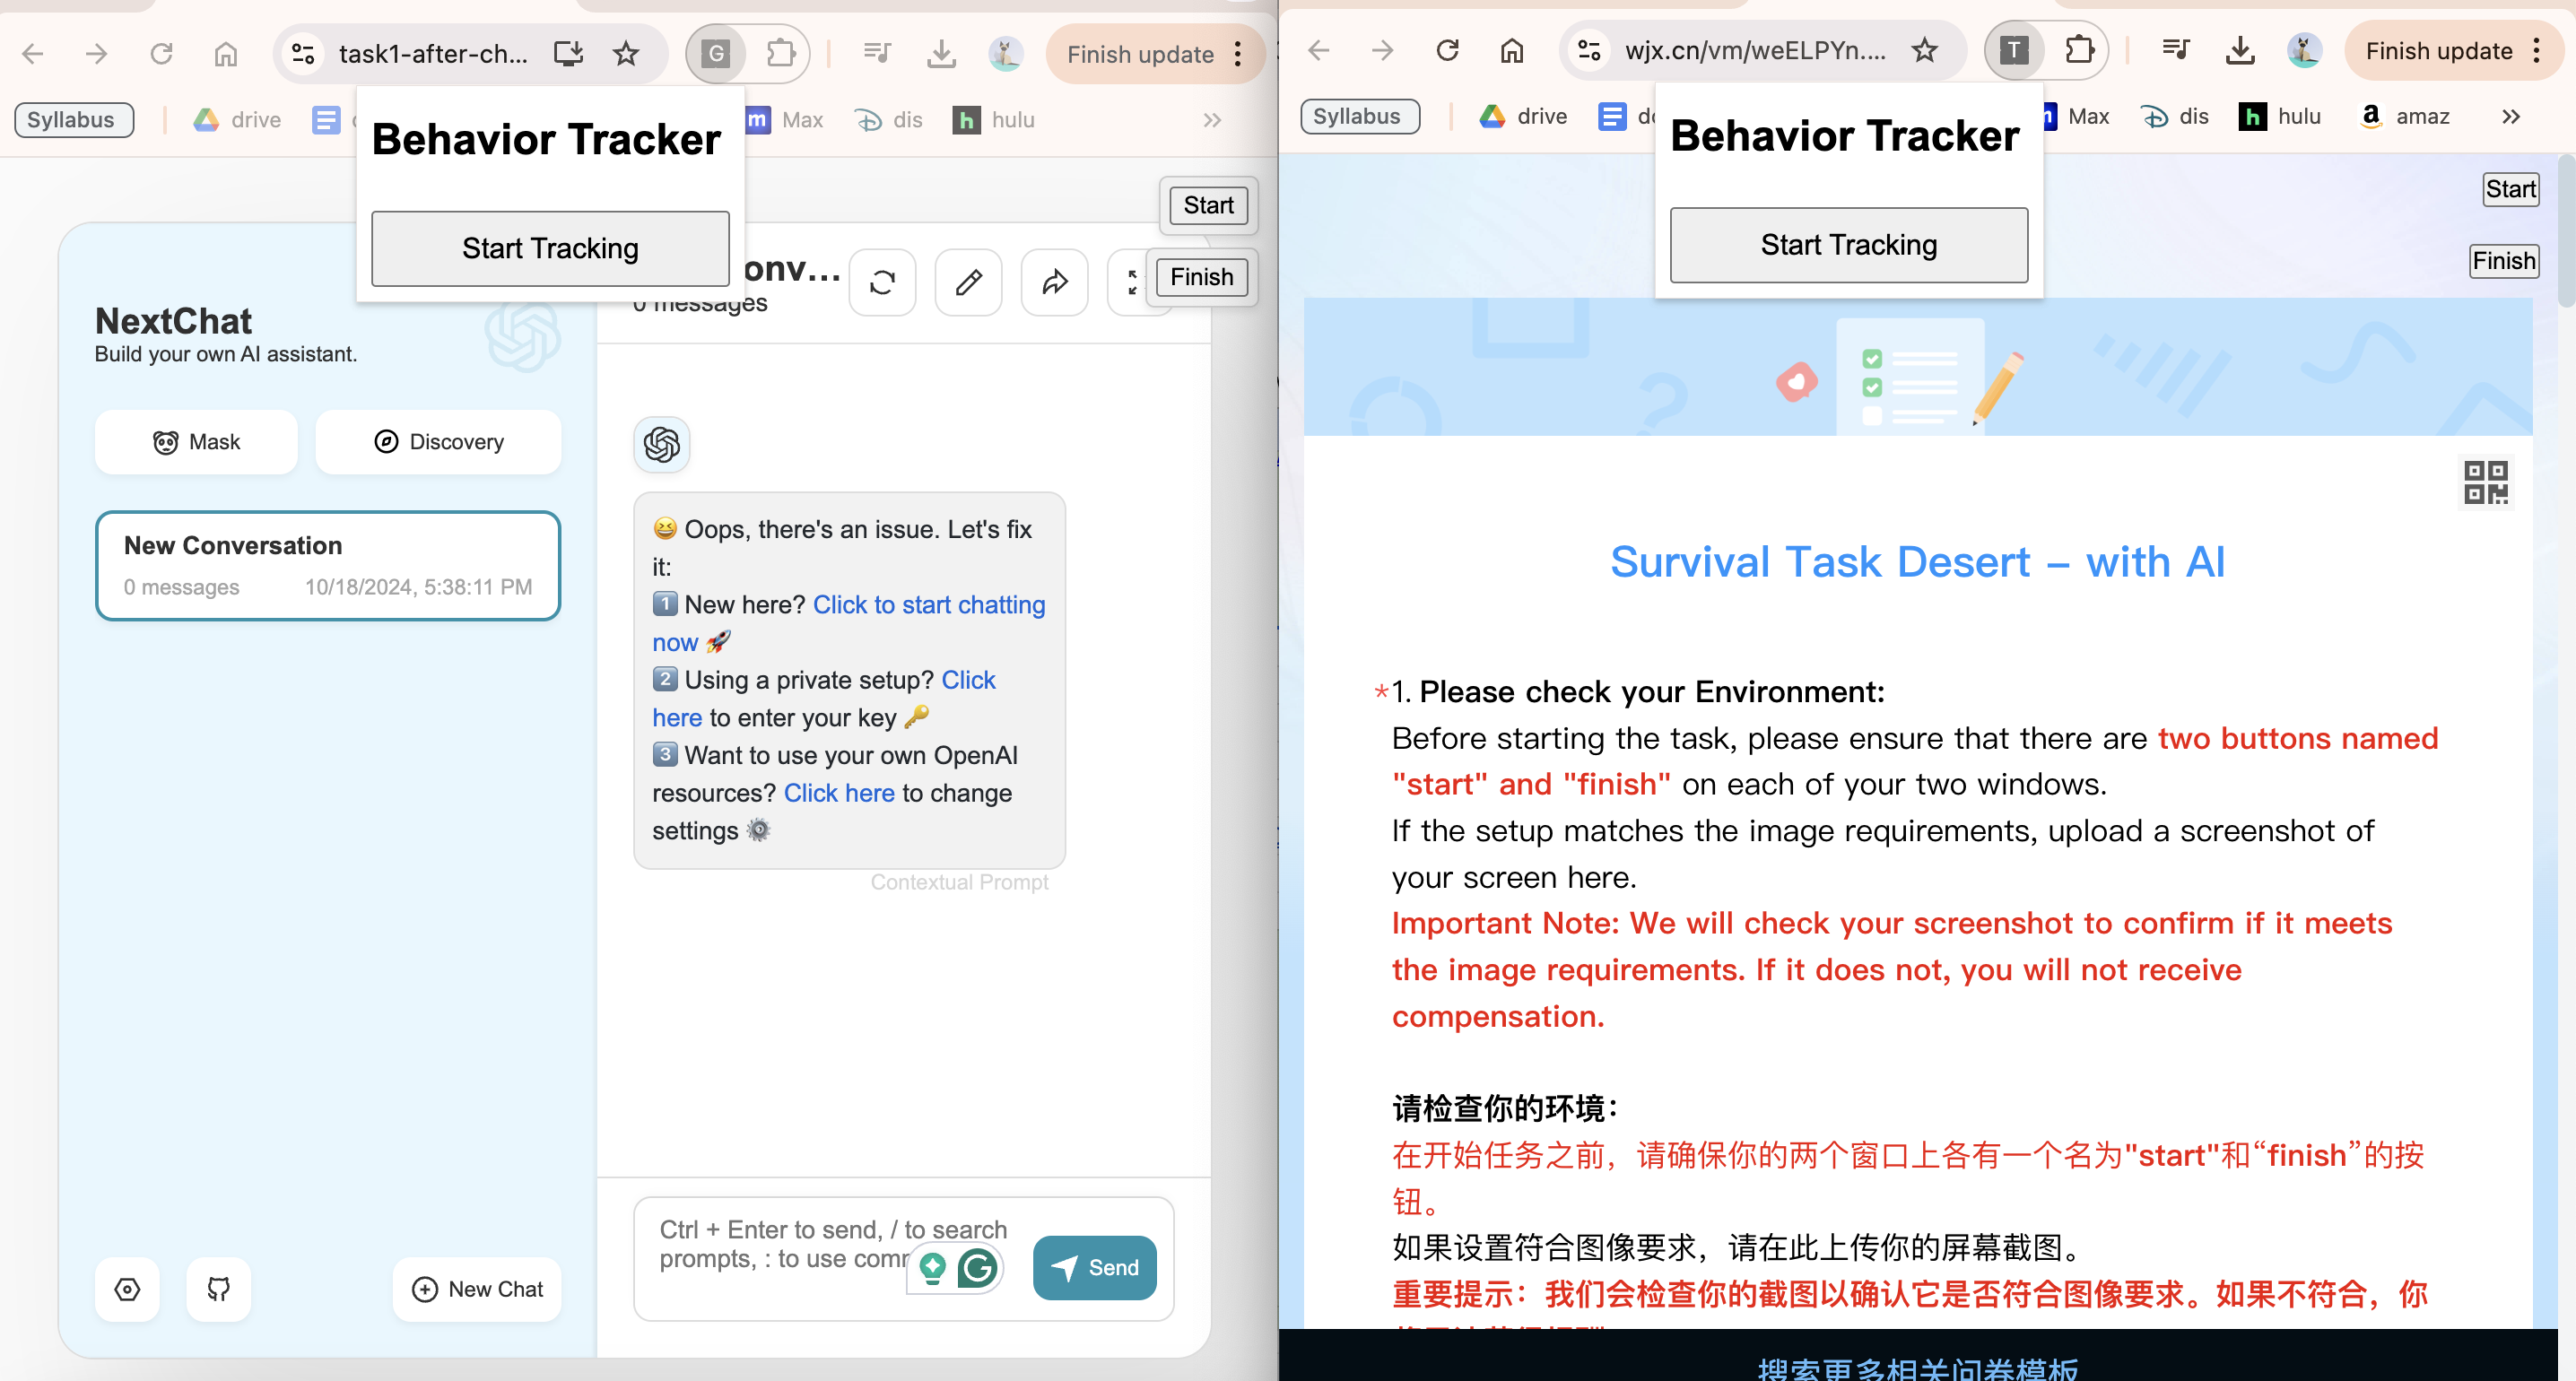 task1-after-ch...
G
Finish update
Syllabus
drive
Max
dis
hulu
Behavior Tracker
Start Tracking
Start
Finish
NextChat
Build your own AI assistant.
Mask
Discovery
New Conversation
0 messages 10/18/2024, 5:38:11 PM
New Chat
onv...
0 messages
😆 Oops, there's an issue. Let's fix
it:
1️⃣ New here? Click to start chatting
now 🚀
2️⃣ Using a private setup? Click
here to enter your key 🔑
3️⃣ Want to use your own OpenAI
resources? Click here to change
settings ⚙️
Contextual Prompt
Ctrl + Enter to send, / to search
prompts, : to use comm
Send
wjx.cn/vm/weELPYn....
T
Finish update
Syllabus
drive
Max
dis
hulu
amaz
Behavior Tracker
Start Tracking
Start
Finish
Survival Task Desert – with AI
*1. Please check your Environment:
Before starting the task, please ensure that there are two buttons named
"start" and "finish" on each of your two windows.
If the setup matches the image requirements, upload a screenshot of
your screen here.
Important Note: We will check your screenshot to confirm if it meets
the image requirements. If it does not, you will not receive
compensation.
请检查你的环境：
在开始任务之前，请确保你的两个窗口上各有一个名为"start"和“finish”的按
钮。
如果设置符合图像要求，请在此上传你的屏幕截图。
重要提示：我们会检查你的截图以确认它是否符合图像要求。如果不符合，你
搜索更多相关问卷模板